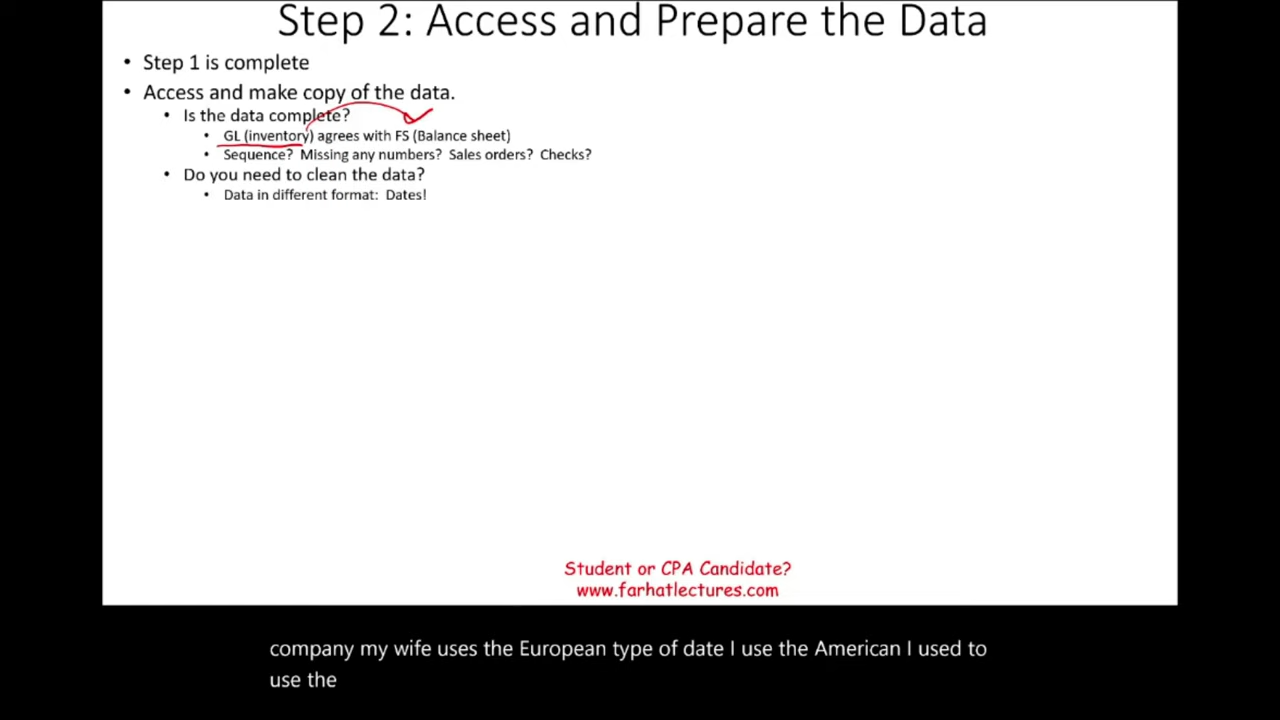 Step 2: Access and Prepare the Data
• Step 1 is complete
• Access and make copy of the data.
• Is the data complete?
• GL (inventory) agrees with FS (Balance sheet)
• Sequence? Missing any numbers? Sales orders? Checks?
• Do you need to clean the data?
• Data in different format: Dates!
Student or CPA Candidate?
www.farhatlectures.com
company my wife uses the European type of date I use the American I used to
use the